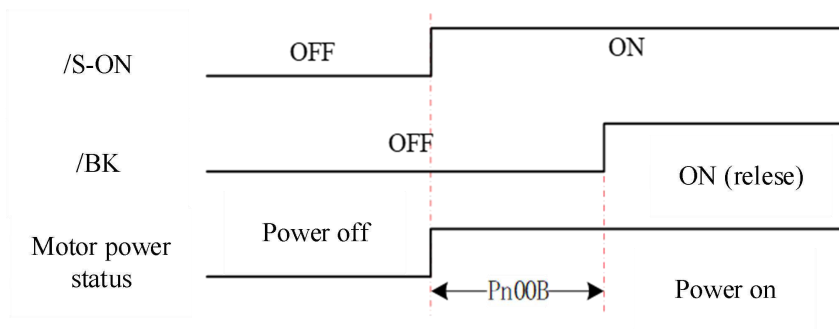 /S-ON
OFF
ON
/BK
OFF
ON (relese)
Motor power
status
Power off
Pn00B
Power on